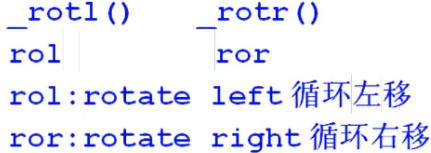 _rotl() _rotr()
rol ror
rol:rotate left 循环左移
ror:rotate right 循环右移